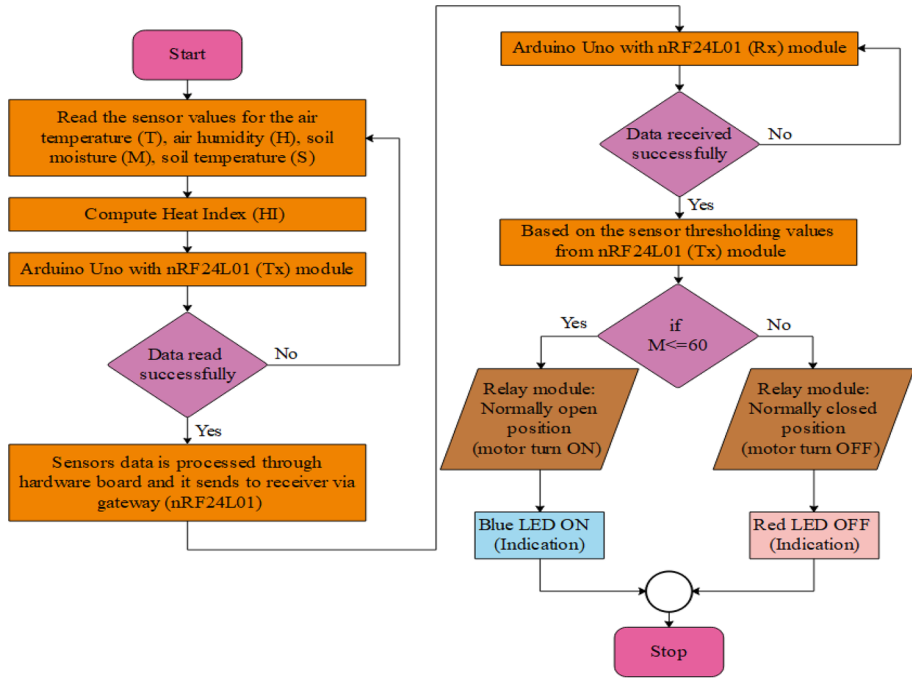 Start
Read the sensor values for the air
temperature (T), air humidity (H), soil
moisture (M), soil temperature (S)
Compute Heat Index (HI)
Arduino Uno with nRF24L01 (Tx) module
Data read
successfully
No
Yes
Sensors data is processed through
hardware board and it sends to receiver via
gateway (nRF24L01)
Arduino Uno with nRF24L01 (Rx) module
Data received
successfully
No
Yes
Based on the sensor thresholding values
from nRF24L01 (Tx) module
if
M<=60
Yes
No
Relay module:
Normally open
position
(motor turn ON)
Relay module:
Normally closed
position
(motor turn OFF)
Blue LED ON
(Indication)
Red LED OFF
(Indication)
Stop